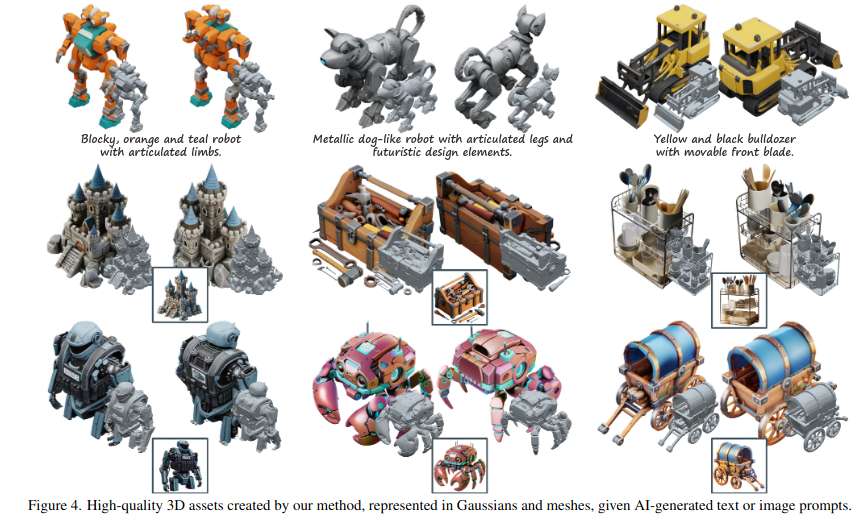 Blocky, orange and teal robot
with articulated limbs.
Metallic dog-like robot with articulated legs and
futuristic design elements.
Yellow and black bulldozer
with movable front blade.
Figure 4. High-quality 3D assets created by our method, represented in Gaussians and meshes, given AI-generated text or image prompts.